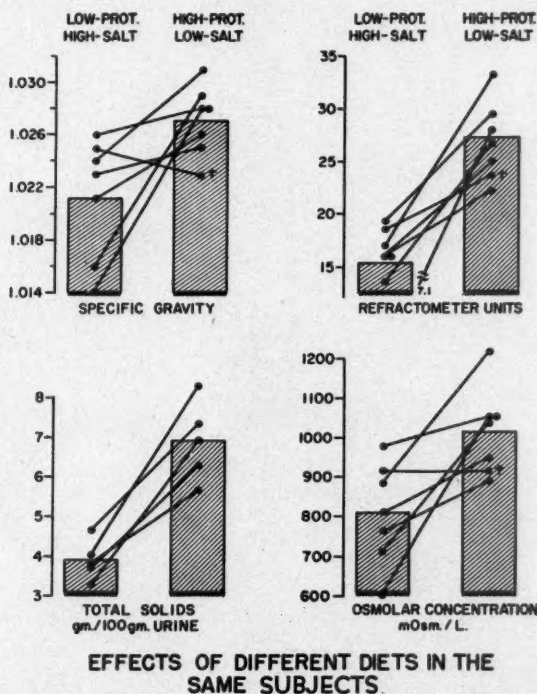 LOW-PROT. HIGH-PROT.
HIGH-SALT LOW-SALT
1.030
1.026
1.022
1.018
1.014
†
SPECIFIC GRAVITY
LOW-PROT. HIGH-PROT.
HIGH-SALT LOW-SALT
35
30
25
20
15
†
7.1
REFRACTOMETER UNITS
8
7
6
5
4
3
TOTAL SOLIDS
gm./100gm. URINE
1200
1100
1000
900
800
700
600
†
OSMOLAR CONCENTRATION
mOsm./L.
EFFECTS OF DIFFERENT DIETS IN THE
SAME SUBJECTS.